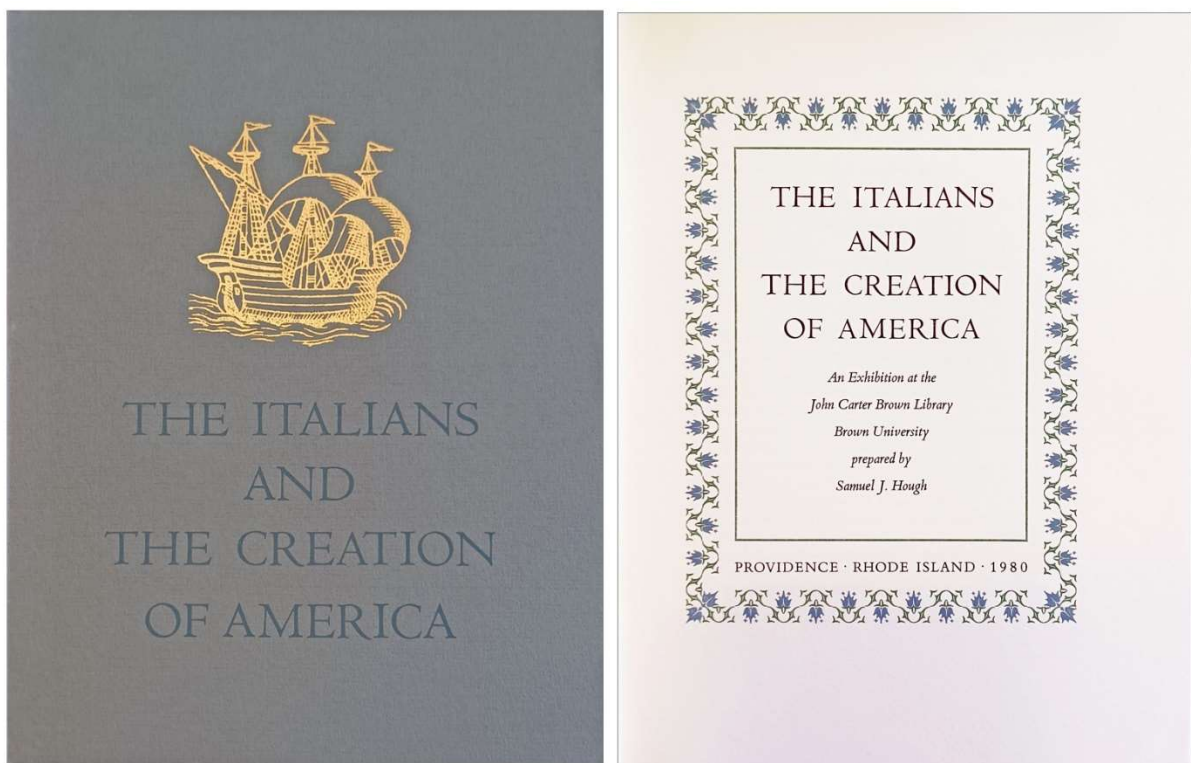 THE ITALIANS
AND
THE CREATION
OF AMERICA
THE ITALIANS
AND
THE CREATION
OF AMERICA
An Exhibition at the
John Carter Brown Library
Brown University
prepared by
Samuel J. Hough
PROVIDENCE · RHODE ISLAND · 1980